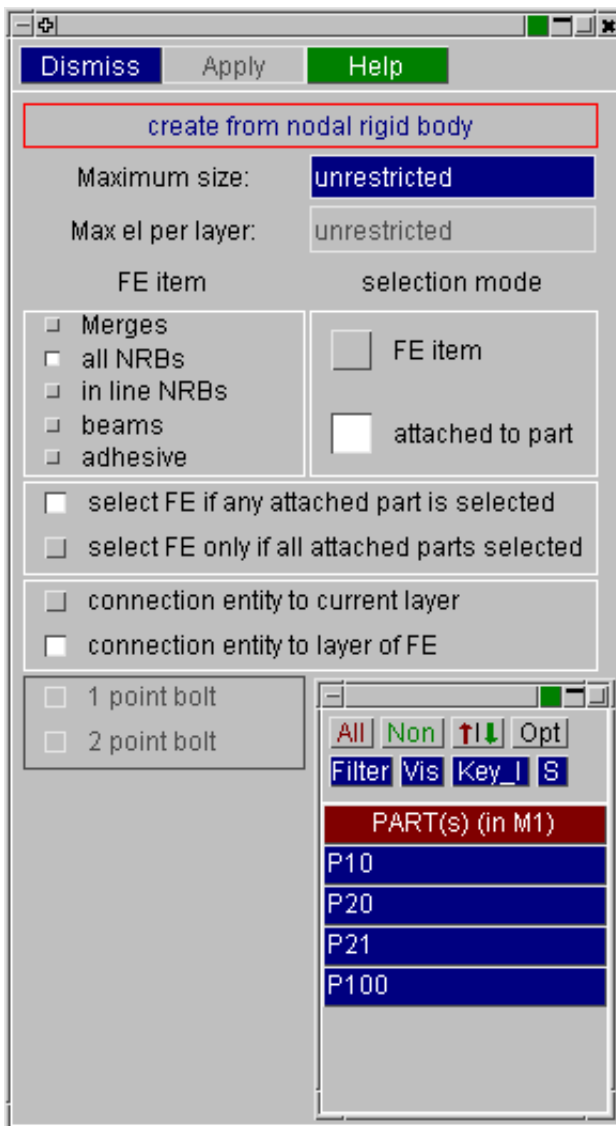 Dismiss Apply Help
create from nodal rigid body
Maximum size: unrestricted
Max el per layer: unrestricted
FE item selection mode
Merges
all NRBs
in line NRBs
beams
adhesive
FE item
attached to part
select FE if any attached part is selected
select FE only if all attached parts selected
connection entity to current layer
connection entity to layer of FE
1 point bolt
2 point bolt
All Non Opt
Filter Vis Key_I S
PART(s) (in M1)
P10
P20
P21
P100